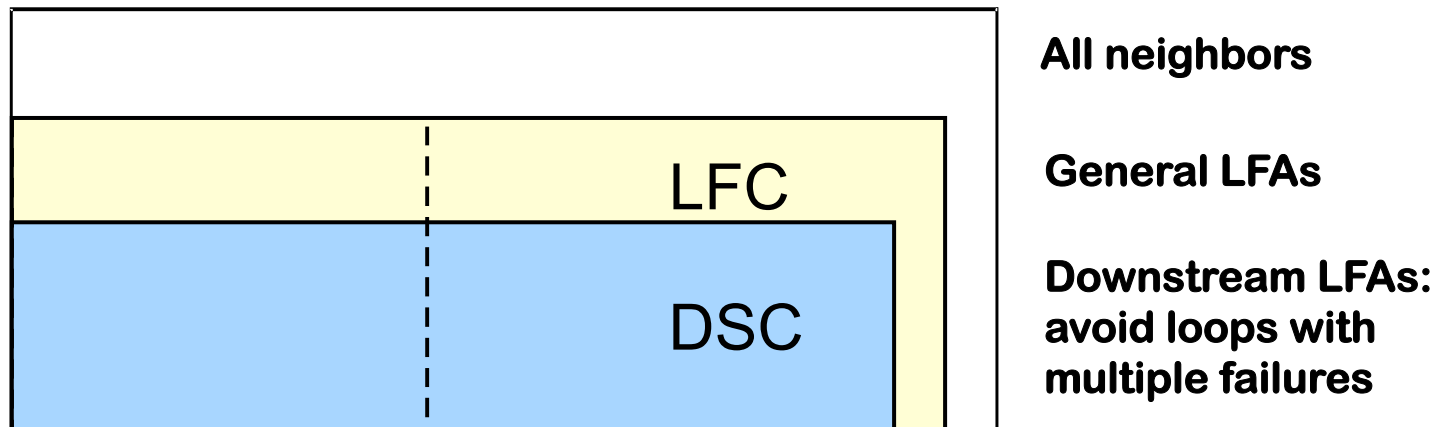 All neighbors
LFC
General LFAs
DSC
Downstream LFAs:
avoid loops with
multiple failures